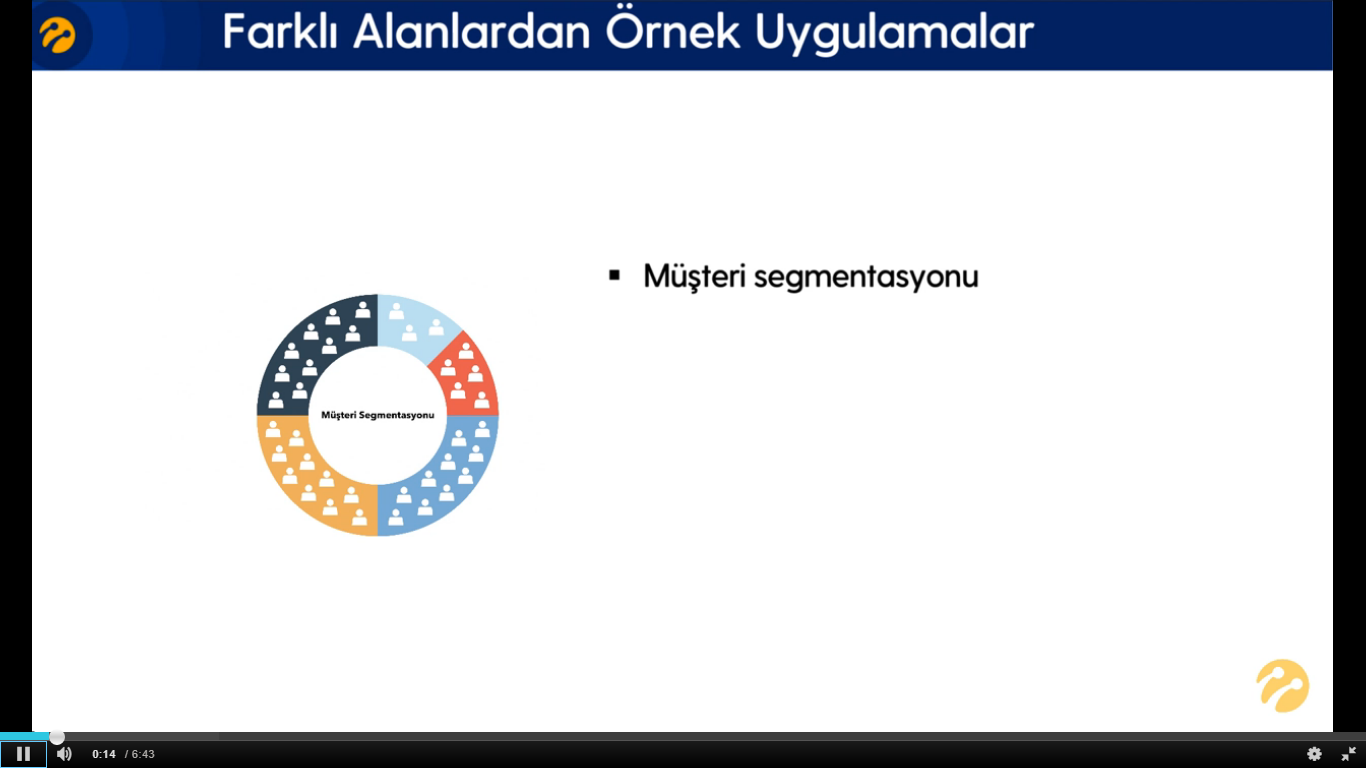 Farklı Alanlardan Örnek Uygulamalar
▪ Müşteri segmentasyonu
Müşteri Segmentasyonu
0:14 / 6:43